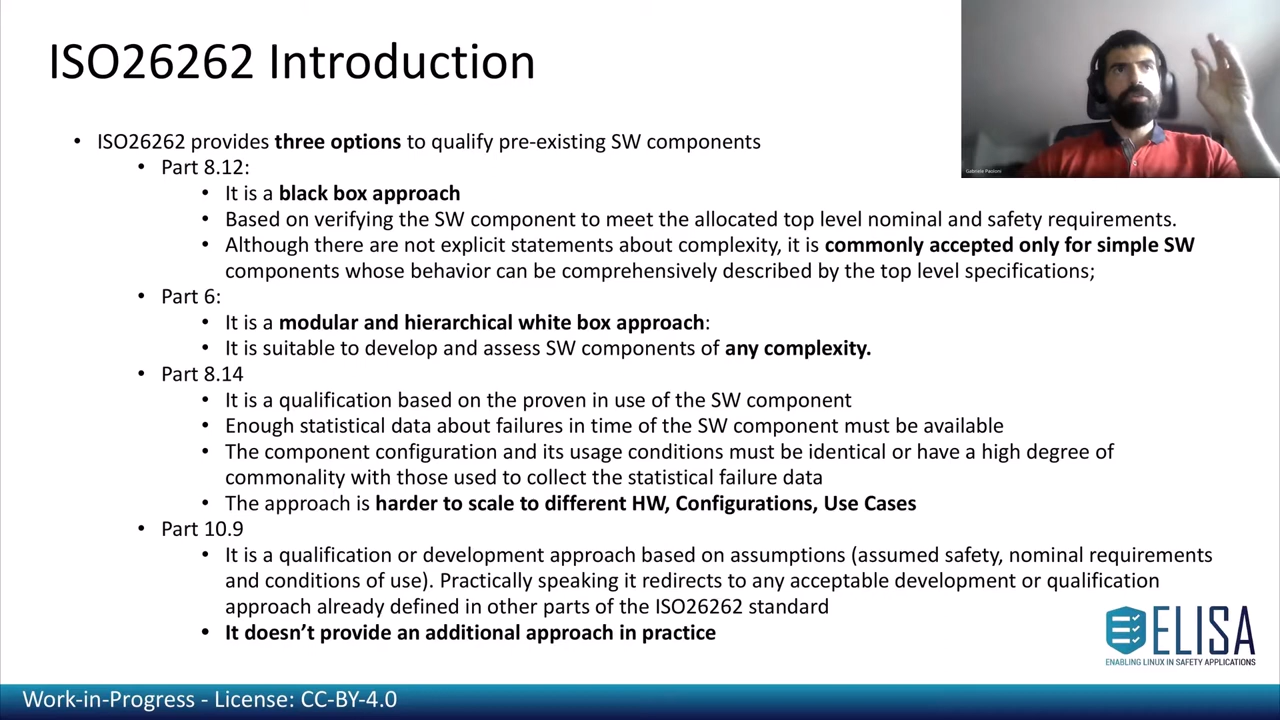 ISO26262 Introduction
Gabriele Paoloni
• ISO26262 provides three options to qualify pre-existing SW components
• Part 8.12:
• It is a black box approach
• Based on verifying the SW component to meet the allocated top level nominal and safety requirements.
• Although there are not explicit statements about complexity, it is commonly accepted only for simple SW
components whose behavior can be comprehensively described by the top level specifications;
• Part 6:
• It is a modular and hierarchical white box approach:
• It is suitable to develop and assess SW components of any complexity.
• Part 8.14
• It is a qualification based on the proven in use of the SW component
• Enough statistical data about failures in time of the SW component must be available
• The component configuration and its usage conditions must be identical or have a high degree of
commonality with those used to collect the statistical failure data
• The approach is harder to scale to different HW, Configurations, Use Cases
• Part 10.9
• It is a qualification or development approach based on assumptions (assumed safety, nominal requirements
and conditions of use). Practically speaking it redirects to any acceptable development or qualification
approach already defined in other parts of the ISO26262 standard
• It doesn’t provide an additional approach in practice
ELISA
ENABLING LINUX IN SAFETY APPLICATIONS
Work-in-Progress - License: CC-BY-4.0